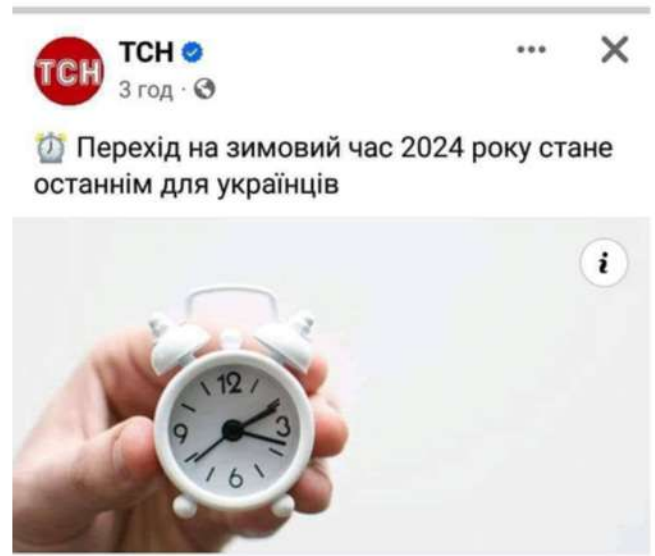 ТСН
ТСН
3 год ·
Перехід на зимовий час 2024 року стане
останнім для українців
i
12
3
9
6